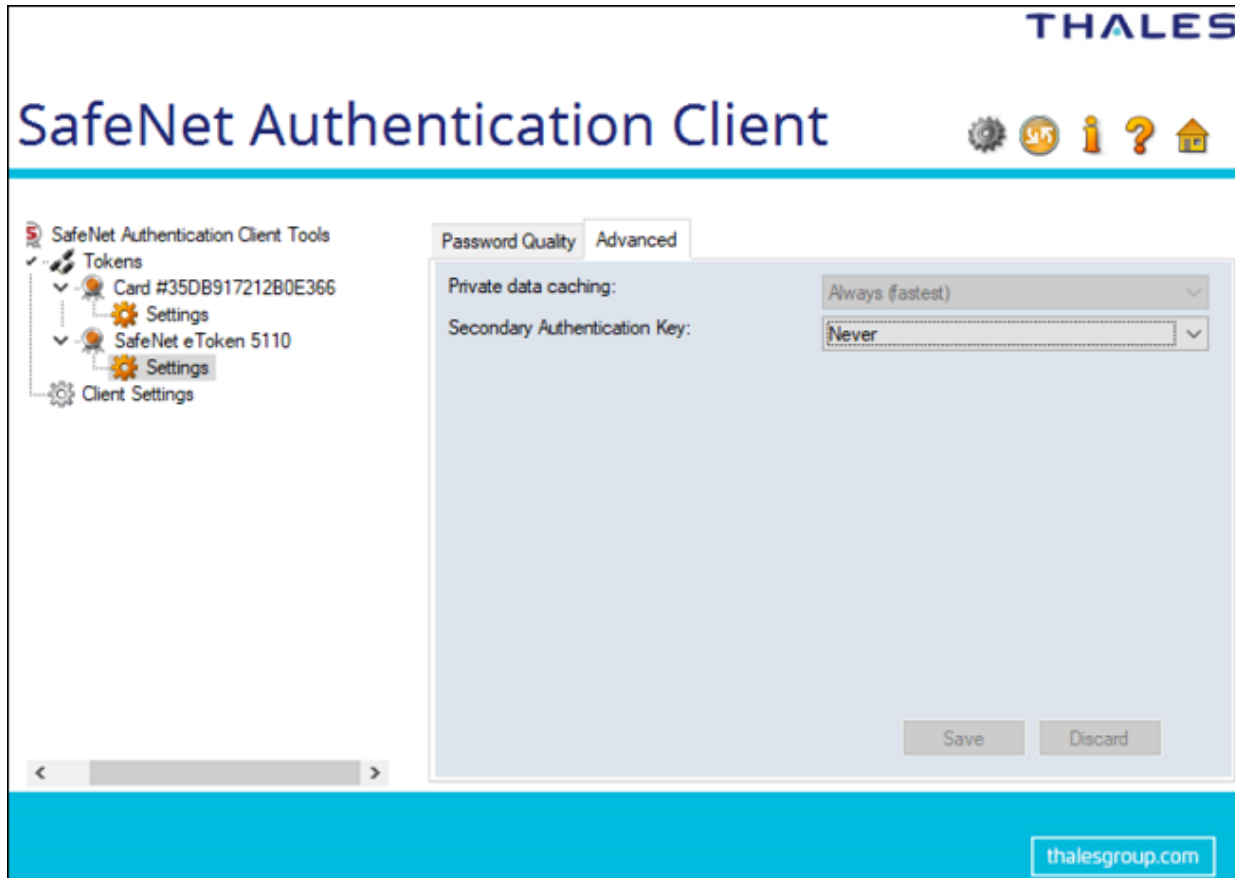 THALES
SafeNet Authentication Client
SafeNet Authentication Client Tools
Tokens
Card #35DB917212B0E366
Settings
SafeNet eToken 5110
Settings
Client Settings
Password Quality Advanced
Private data caching: Always (fastest)
Secondary Authentication Key: Never
Save Discard
thalesgroup.com